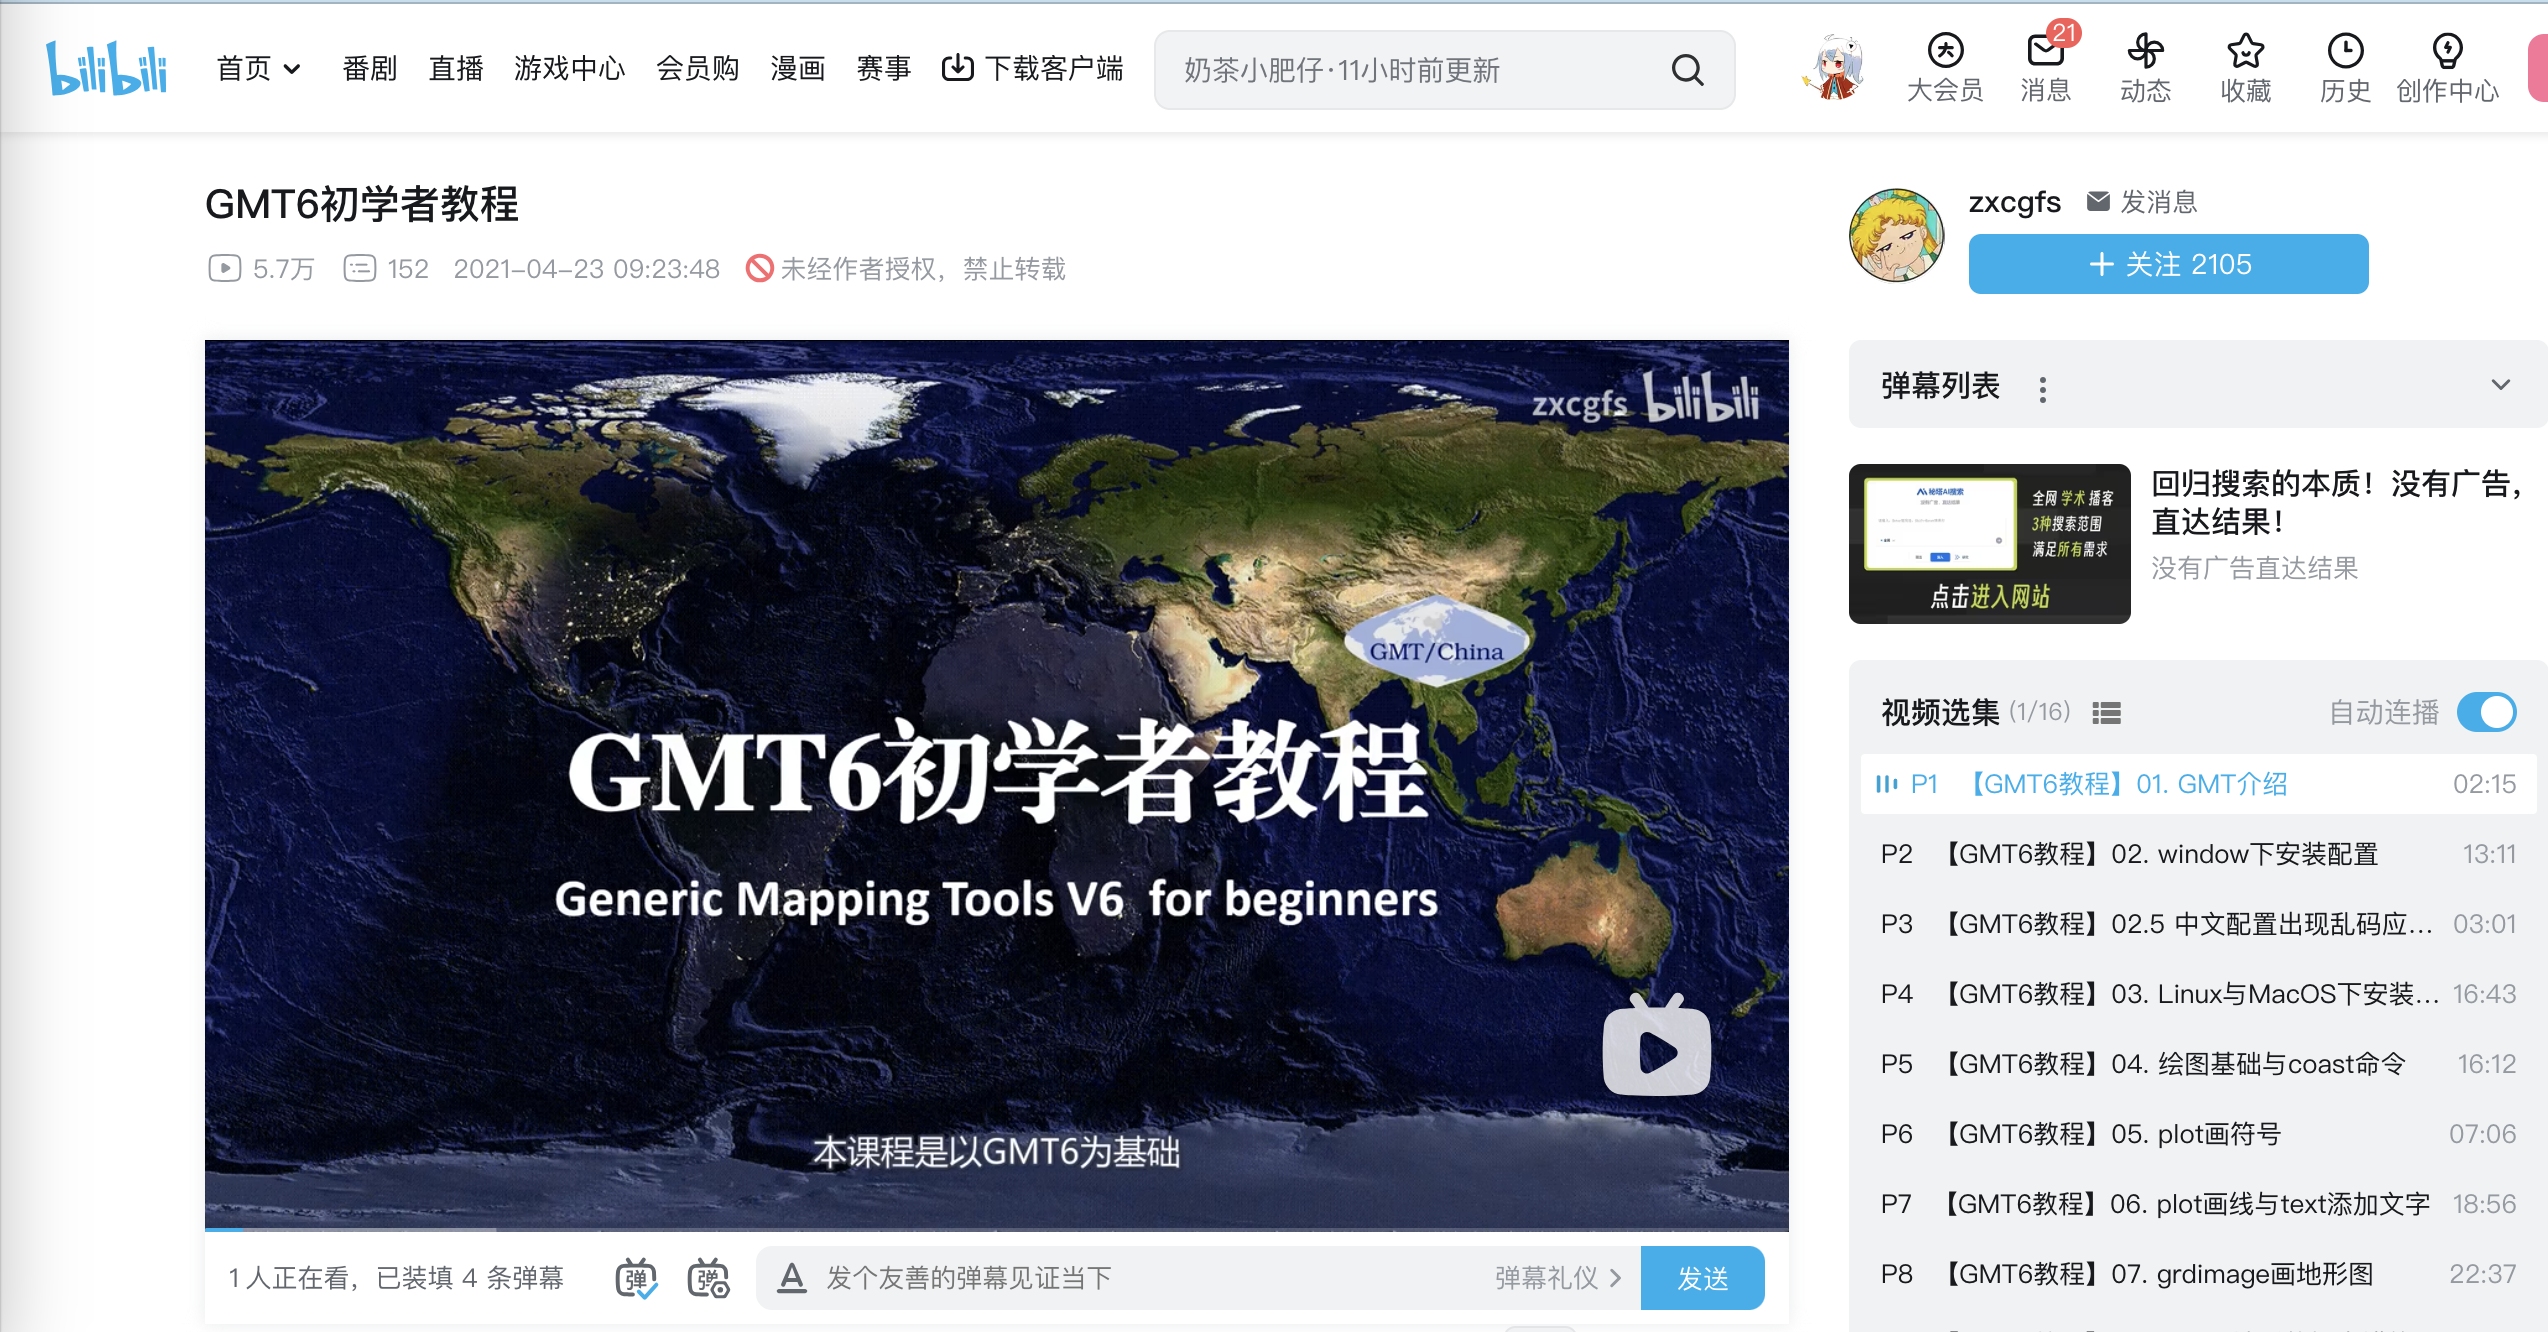 bilibili
首页 番剧 直播 游戏中心 会员购 漫画 赛事 下载客户端
奶茶小肥仔·11小时前更新
大会员
21
消息
动态
收藏
历史
创作中心
GMT6初学者教程
5.7万 152 2021-04-23 09:23:48 未经作者授权，禁止转载
zxcgfs 发消息
+ 关注 2105
zxcgfs bilibili
GMT/China
GMT6初学者教程
Generic Mapping Tools V6 for beginners
本课程是以GMT6为基础
1 人正在看，已装填 4 条弹幕
弹
弹
A 发个友善的弹幕见证当下
弹幕礼仪 >
发送
弹幕列表
秘塔AI搜索
全网 学术 播客
3种搜索范围
满足所有需求
点击进入网站
回归搜索的本质！没有广告，
直达结果！
没有广告直达结果
视频选集 (1/16)
自动连播
P1 【GMT6教程】01. GMT介绍 02:15
P2 【GMT6教程】02. window下安装配置 13:11
P3 【GMT6教程】02.5 中文配置出现乱码应... 03:01
P4 【GMT6教程】03. Linux与MacOS下安装... 16:43
P5 【GMT6教程】04. 绘图基础与coast命令 16:12
P6 【GMT6教程】05. plot画符号 07:06
P7 【GMT6教程】06. plot画线与text添加文字 18:56
P8 【GMT6教程】07. grdimage画地形图 22:37